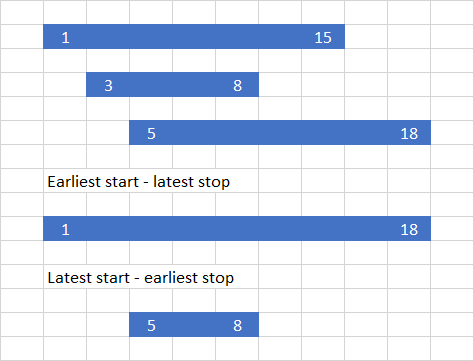 1 15
3 8
5 18
Earliest start - latest stop
1 18
Latest start - earliest stop
5 8